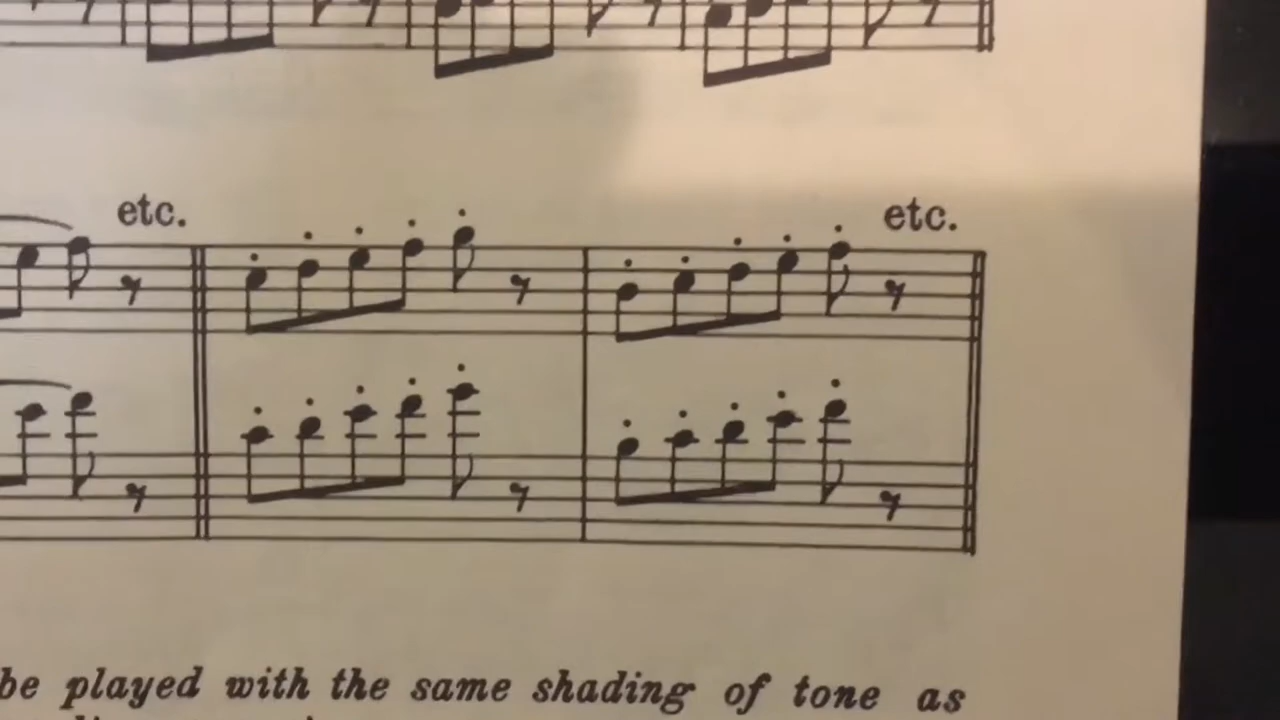 etc. etc.
be played with the same shading of tone as